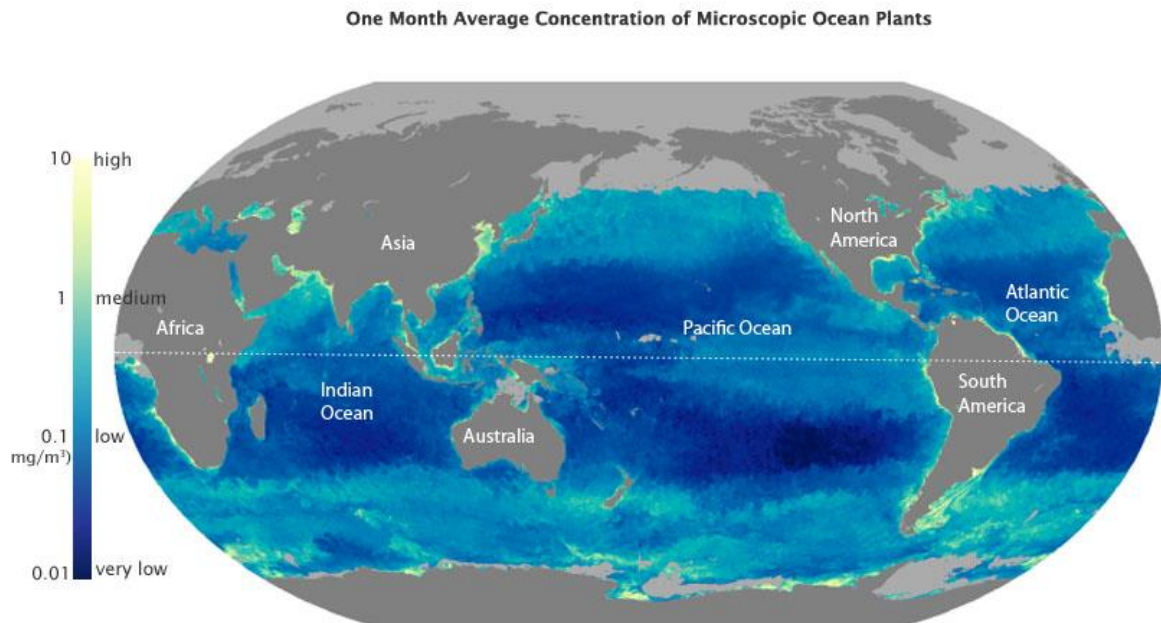 One Month Average Concentration of Microscopic Ocean Plants
10 high
1 medium
0.1 low
mg/m³)
0.01 very low
Asia
North
America
Africa
Pacific Ocean
Atlantic
Ocean
Indian
Ocean
South
America
Australia